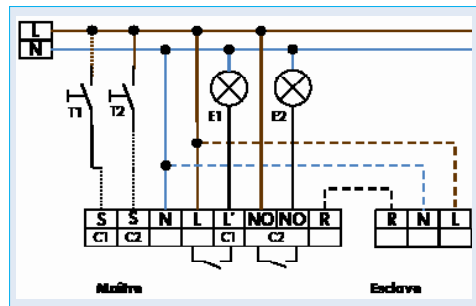 L
N
T1 T2 E1 E2
S S N L L' NO NO R R N L
C1 C2 C1 C2
Maître Esclave